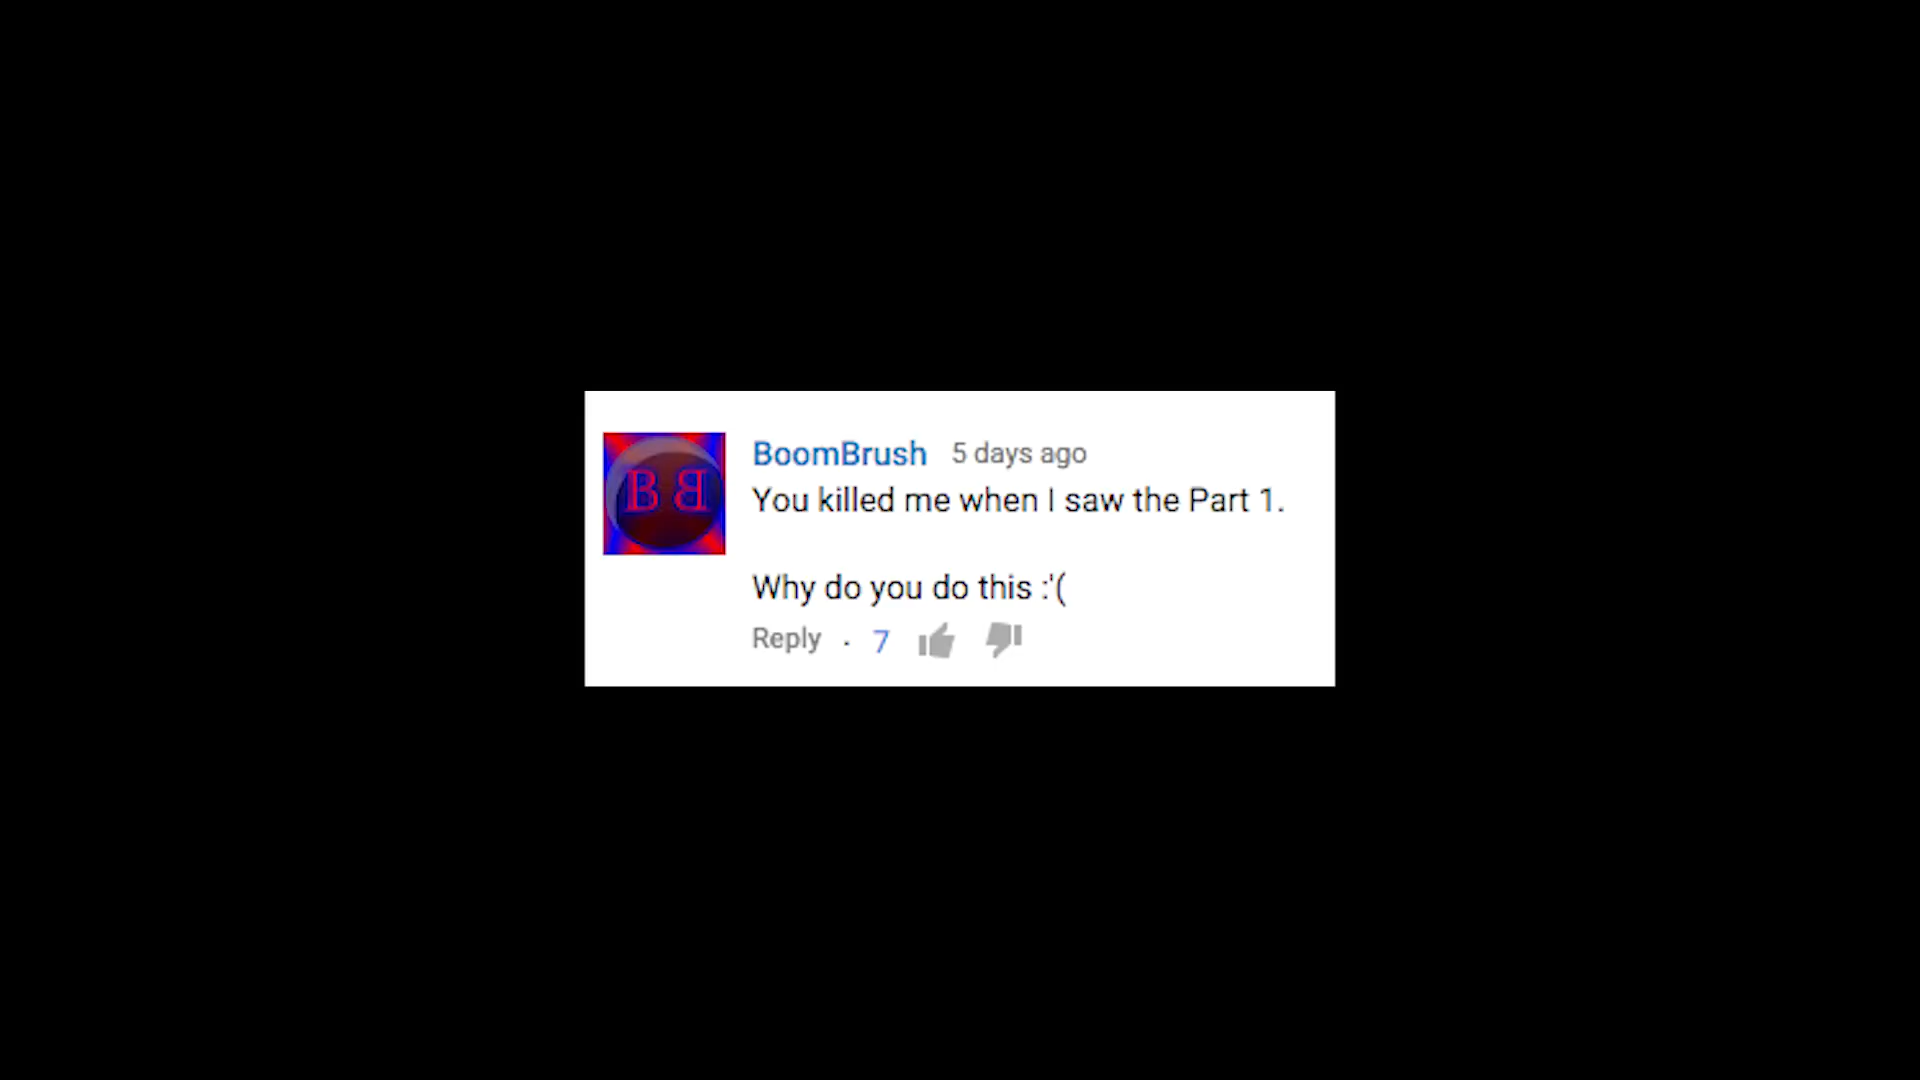 B B
BoomBrush 5 days ago
You killed me when I saw the Part 1.
Why do you do this :'(
Reply · 7